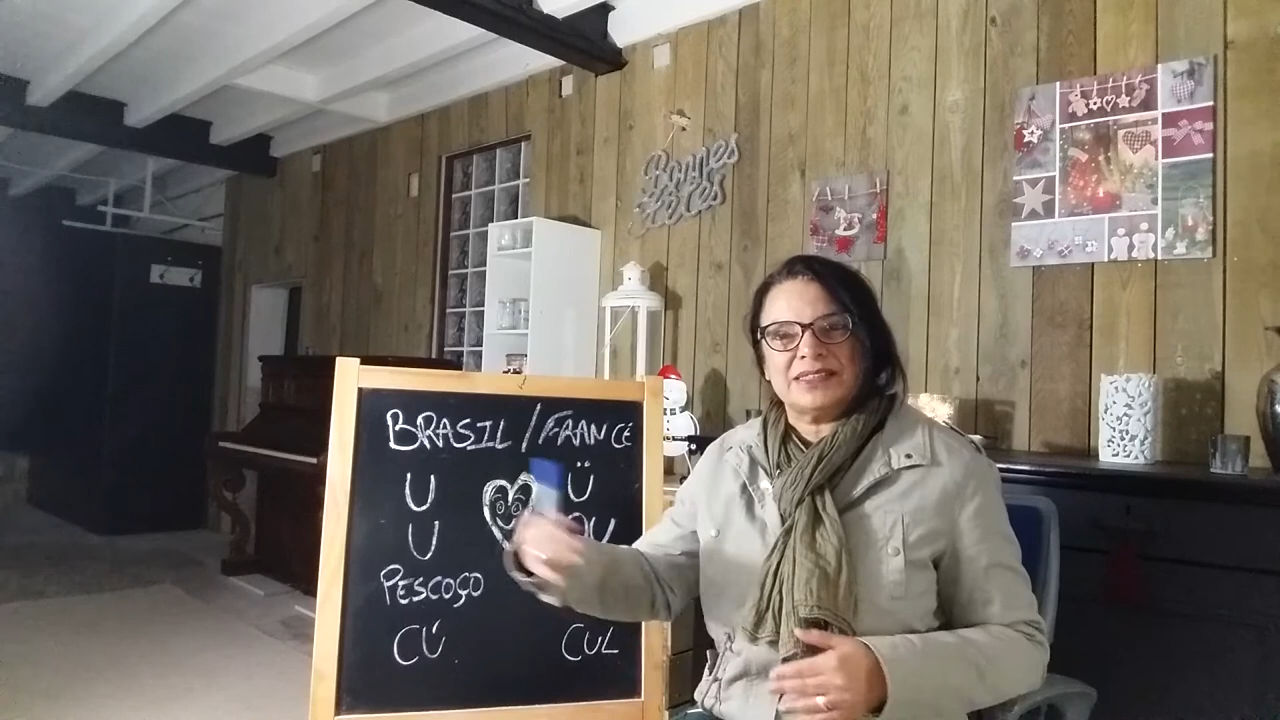 Bonnes
fêtes
BRASIL / FRANCE
U Ü
U OU
PESCOÇO
CÚ CUL